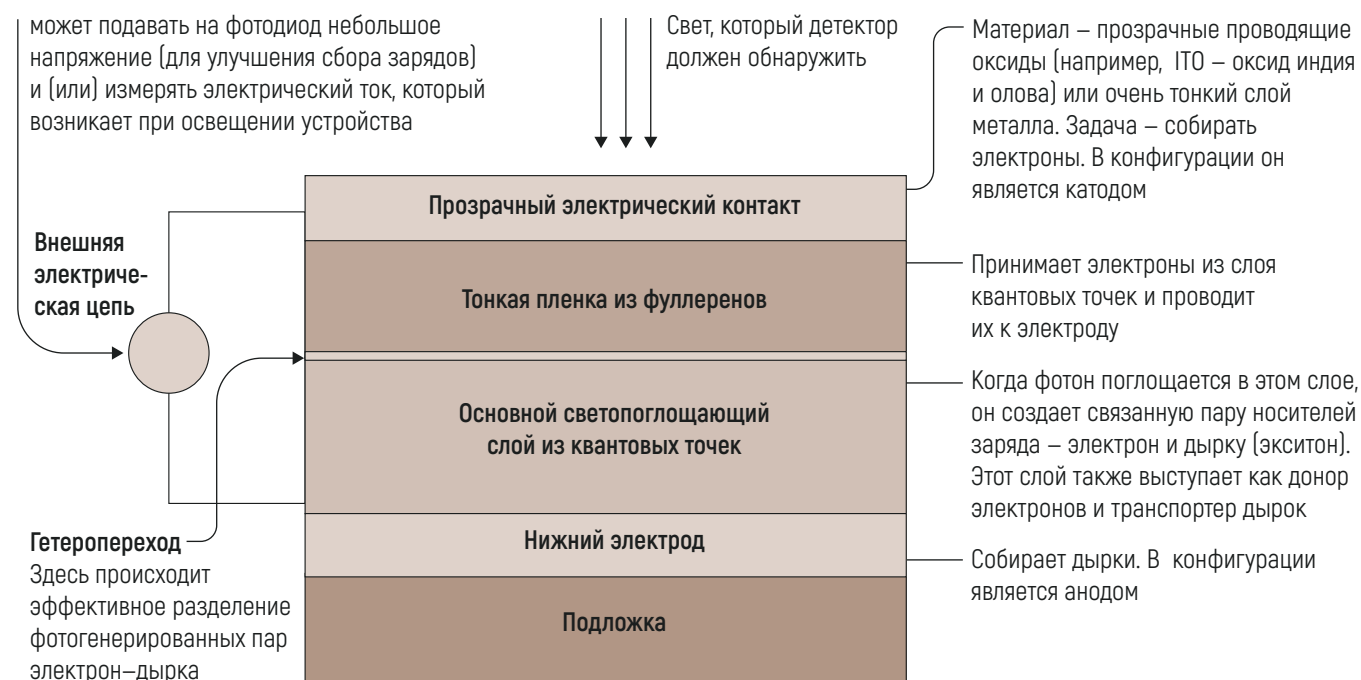 может подавать на фотодиод небольшое
напряжение (для улучшения сбора зарядов)
и (или) измерять электрический ток, который
возникает при освещении устройства
Свет, который детектор
должен обнаружить
Материал – прозрачные проводящие
оксиды (например, ITO – оксид индия
и олова) или очень тонкий слой
металла. Задача – собирать
электроны. В конфигурации он
является катодом
Прозрачный электрический контакт
Внешняя
электриче-
ская цепь
Тонкая пленка из фуллеренов
Принимает электроны из слоя
квантовых точек и проводит
их к электроду
Основной светопоглощающий
слой из квантовых точек
Когда фотон поглощается в этом слое,
он создает связанную пару носителей
заряда – электрон и дырку (экситон).
Этот слой также выступает как донор
электронов и транспортер дырок
Гетеропереход
Здесь происходит
эффективное разделение
фотогенерированных пар
электрон–дырка
Нижний электрод
Собирает дырки. В конфигурации
является анодом
Подложка